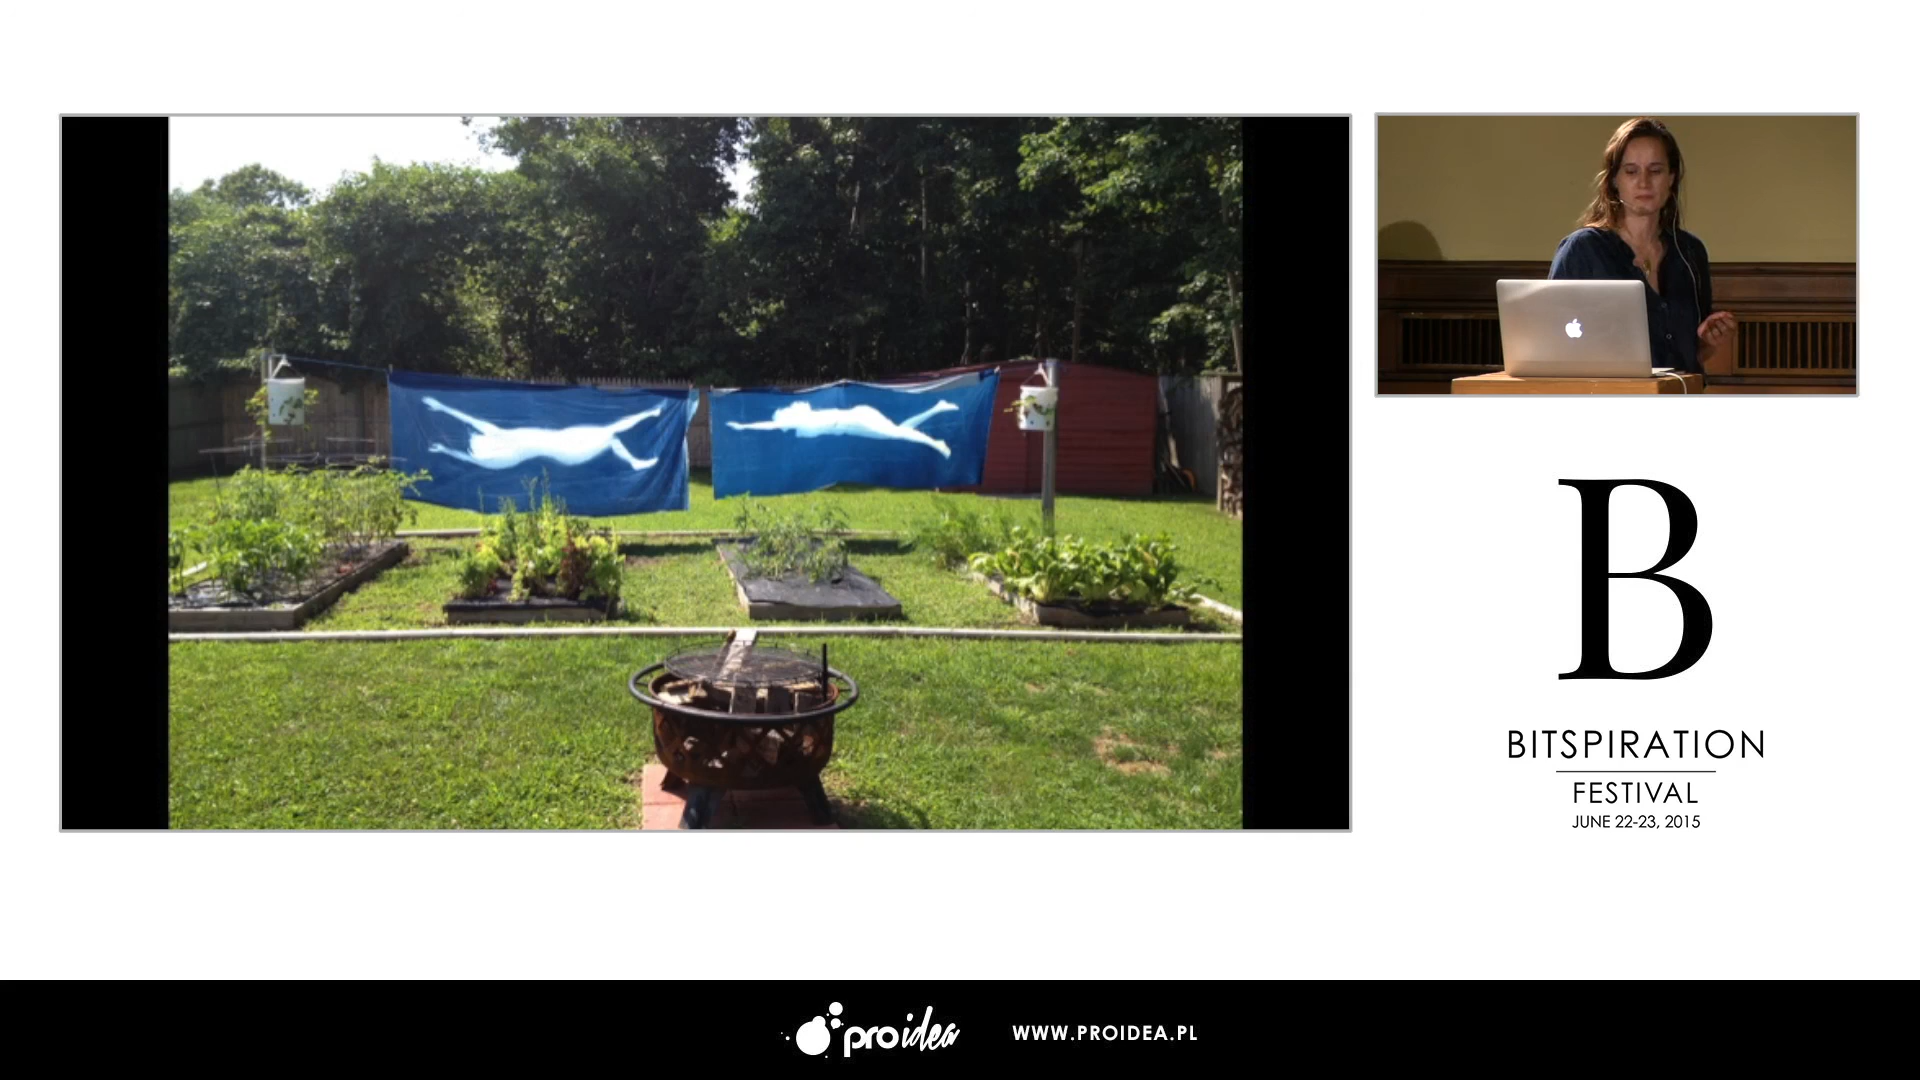 B
BITSPIRATION
FESTIVAL
JUNE 22-23, 2015
proidea
WWW.PROIDEA.PL